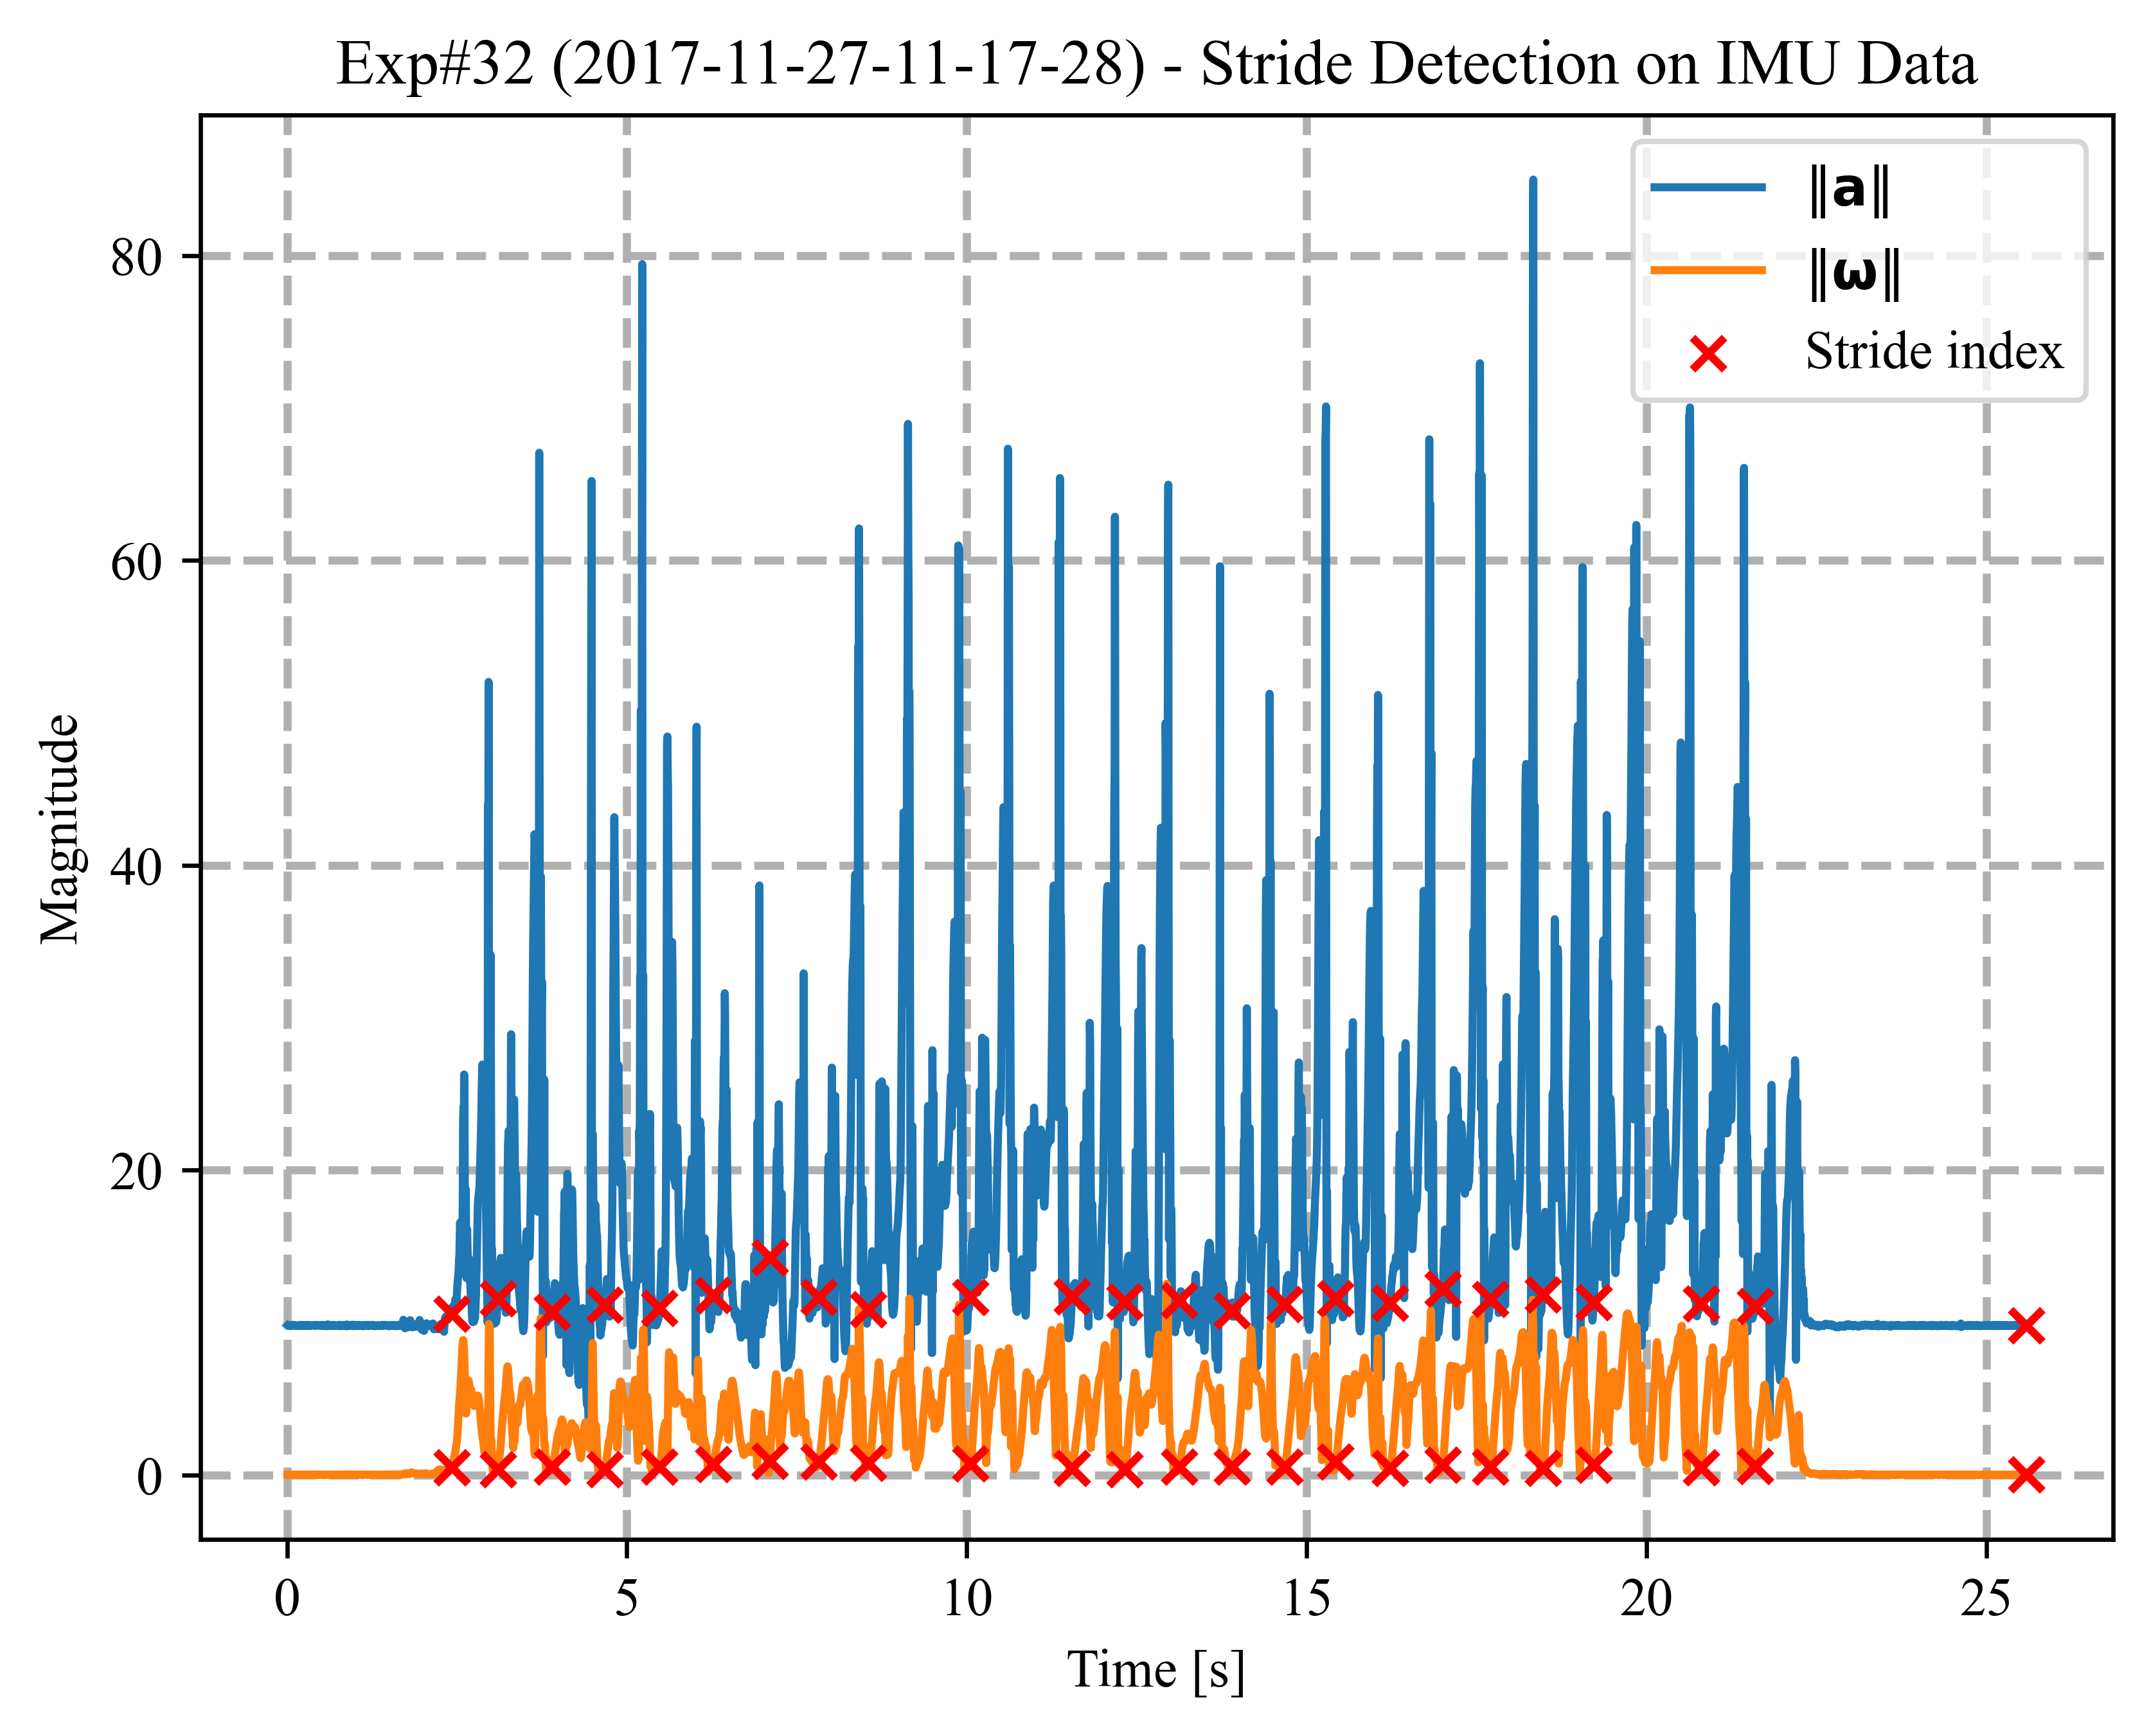 Exp#32 (2017-11-27-11-17-28) - Stride Detection on IMU Data
‖a‖
‖ω‖
Stride index
Magnitude
80
60
40
20
0
0 5 10 15 20 25
Time [s]